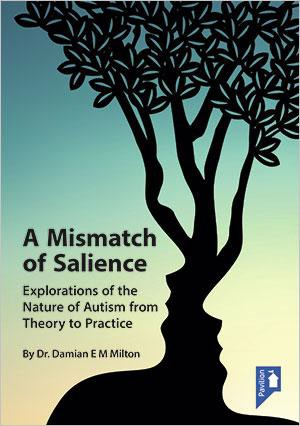 A Mismatch
of Salience
Explorations of the
Nature of Autism from
Theory to Practice
By Dr. Damian E M Milton
Pavilion